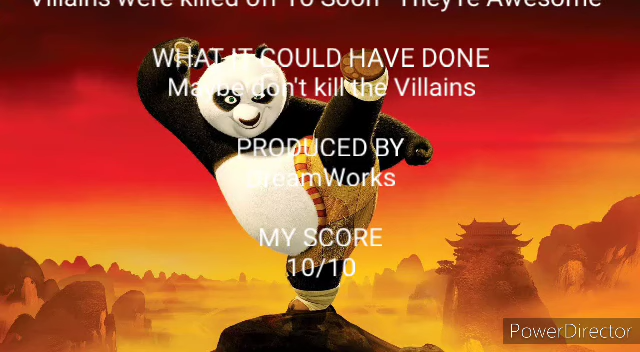 Villains were killed off To Soon "They're Awesome"
WHAT IT COULD HAVE DONE
Maybe don't kill the Villains
PRODUCED BY
DreamWorks
MY SCORE
10/10
PowerDirector